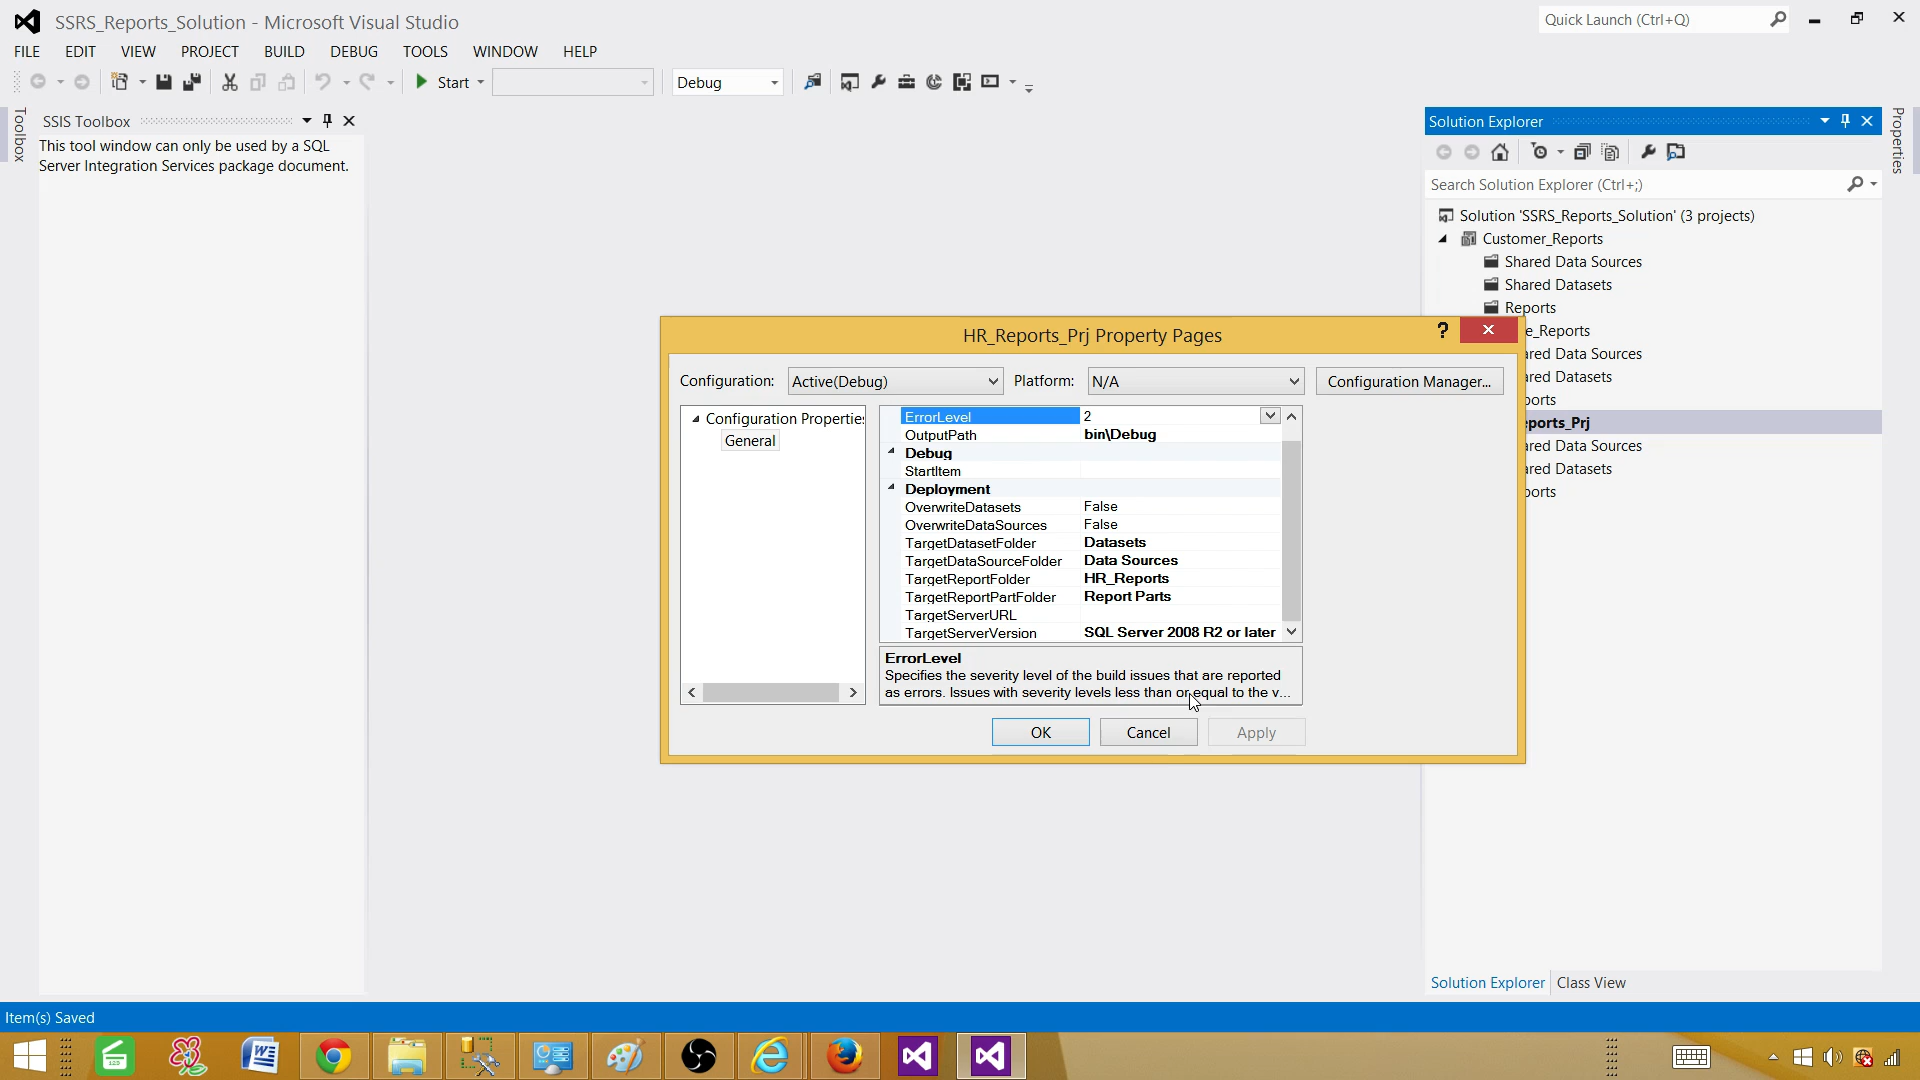 SSRS_Reports_Solution - Microsoft Visual Studio
Quick Launch (Ctrl+Q)
FILE EDIT VIEW PROJECT BUILD DEBUG TOOLS WINDOW HELP
Start
Debug
Toolbox
SSIS Toolbox
This tool window can only be used by a SQL
Server Integration Services package document.
Solution Explorer
Properties
Search Solution Explorer (Ctrl+;)
Solution 'SSRS_Reports_Solution' (3 projects)
Customer_Reports
Shared Data Sources
Shared Datasets
Reports
e_Reports
ared Data Sources
ared Datasets
ports
eports_Prj
ared Data Sources
ared Datasets
ports
HR_Reports_Prj Property Pages
?
Configuration: Active(Debug) Platform: N/A Configuration Manager...
Configuration Propertie
General
ErrorLevel 2
OutputPath bin\Debug
Debug
StartItem
Deployment
OverwriteDatasets False
OverwriteDataSources False
TargetDatasetFolder Datasets
TargetDataSourceFolder Data Sources
TargetReportFolder HR_Reports
TargetReportPartFolder Report Parts
TargetServerURL
TargetServerVersion SQL Server 2008 R2 or later
ErrorLevel
Specifies the severity level of the build issues that are reported
as errors. Issues with severity levels less than or equal to the v...
OK Cancel Apply
Solution Explorer Class View
Item(s) Saved